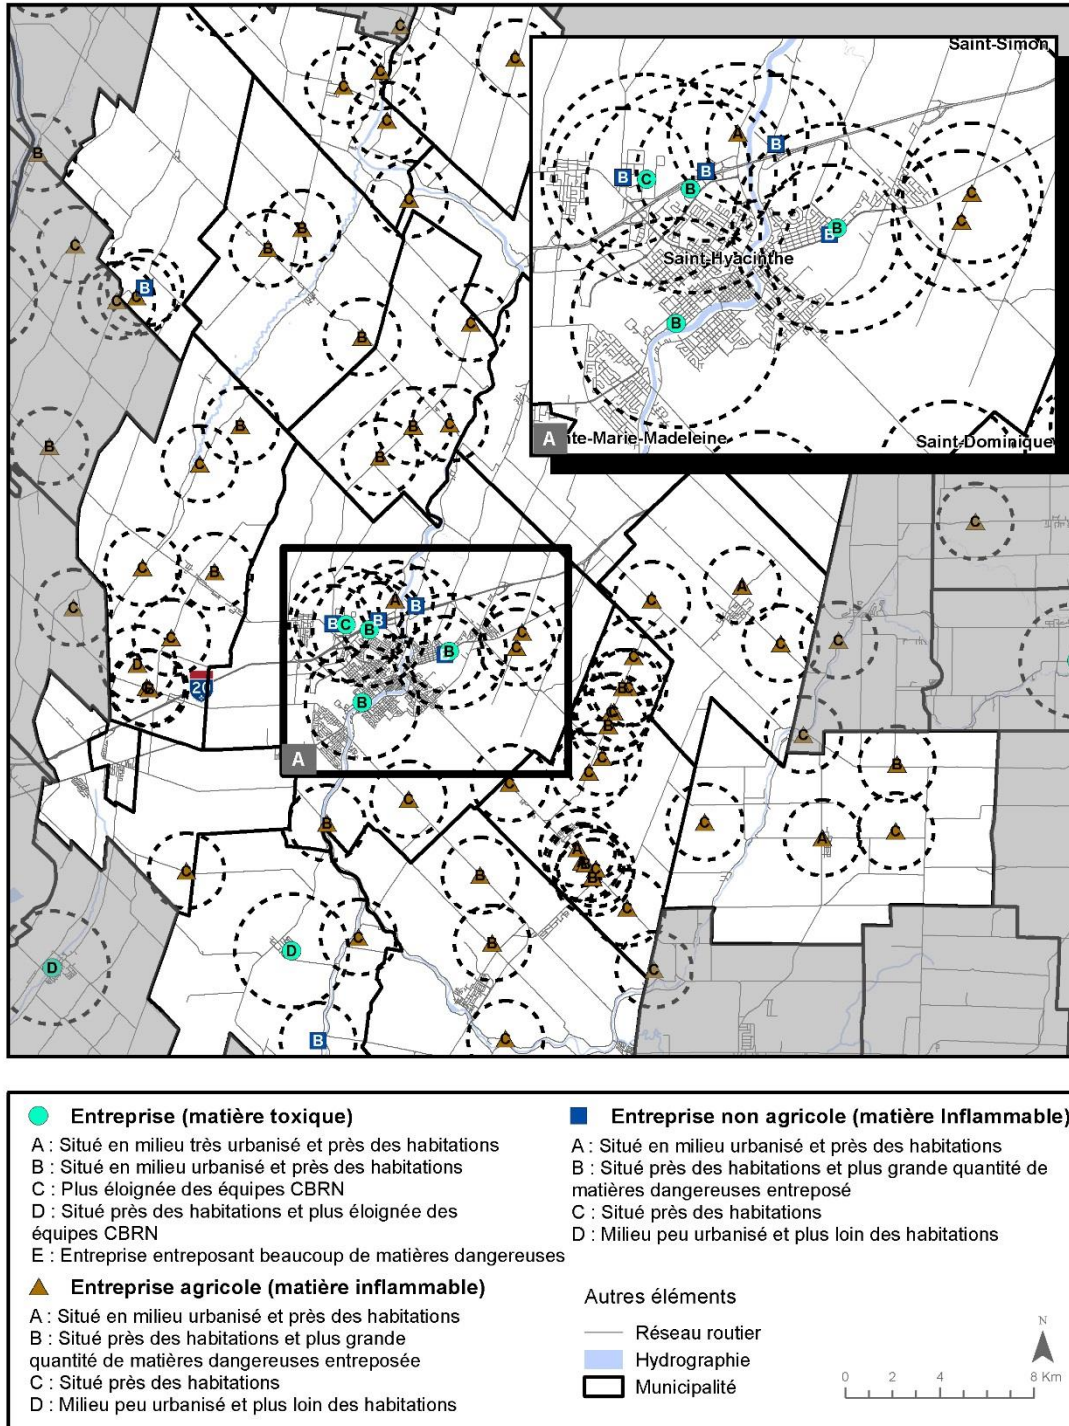 Saint-Simon
Saint-Hyacinthe
nte-Marie-Madeleine
Saint-Dominique
A
20
A
Entreprise (matière toxique)
A : Situé en milieu très urbanisé et près des habitations
B : Situé en milieu urbanisé et près des habitations
C : Plus éloignée des équipes CBRN
D : Situé près des habitations et plus éloignée des
équipes CBRN
E : Entreprise entreposant beaucoup de matières dangereuses
Entreprise agricole (matière inflammable)
A : Situé en milieu urbanisé et près des habitations
B : Situé près des habitations et plus grande
quantité de matières dangereuses entreposée
C : Situé près des habitations
D : Milieu peu urbanisé et plus loin des habitations
Entreprise non agricole (matière Inflammable)
A : Situé en milieu urbanisé et près des habitations
B : Situé près des habitations et plus grande quantité de
matières dangereuses entreposé
C : Situé près des habitations
D : Milieu peu urbanisé et plus loin des habitations
Autres éléments
Réseau routier
Hydrographie
Municipalité
N
0 2 4 8 Km